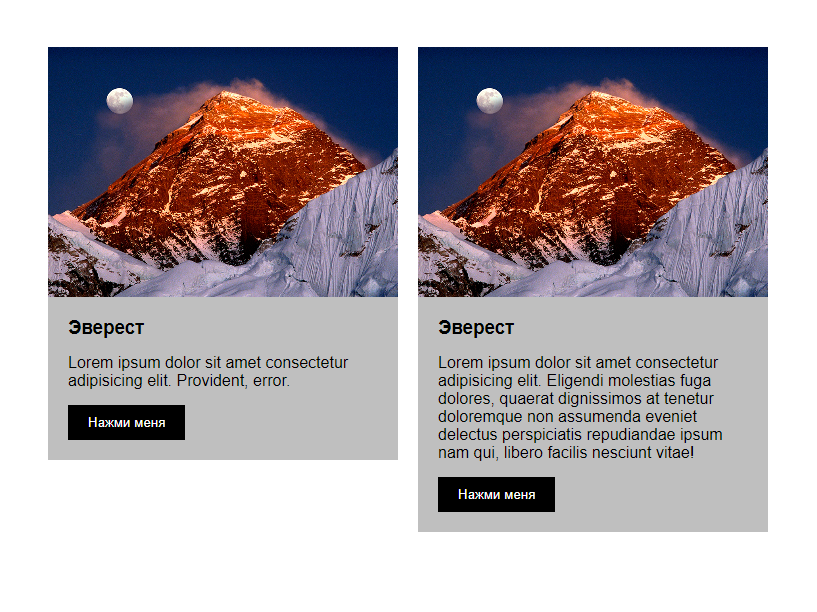 Эверест
Lorem ipsum dolor sit amet consectetur
adipisicing elit. Provident, error.
Нажми меня
Эверест
Lorem ipsum dolor sit amet consectetur
adipisicing elit. Eligendi molestias fuga
dolores, quaerat dignissimos at tenetur
doloremque non assumenda eveniet
delectus perspiciatis repudiandae ipsum
nam qui, libero facilis nesciunt vitae!
Нажми меня